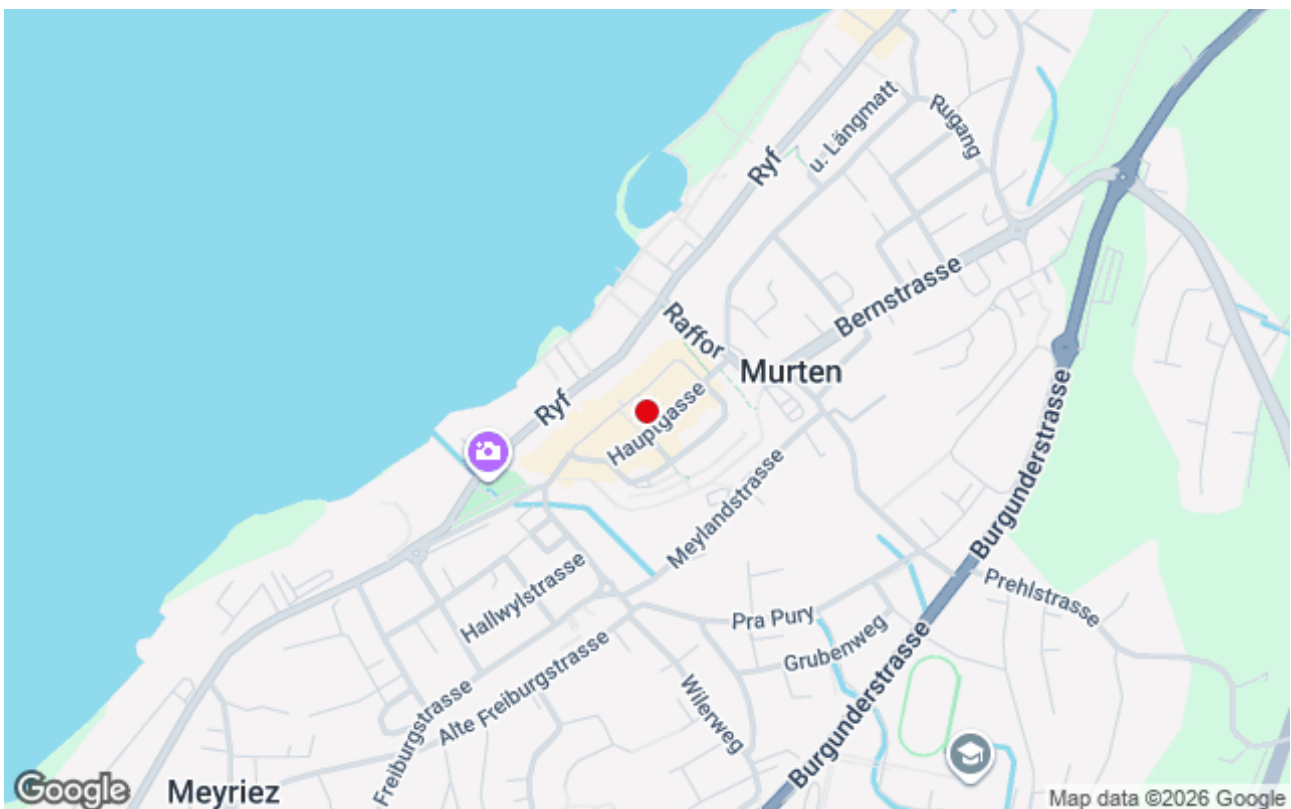 Rugang
u. Längmatt
Ryf
Bernstrasse
Raffor
Murten
Ryf
Hauptgasse
Burgunderstrasse
Meylandstrasse
Prehlstrasse
Hallwylstrasse
Pra Pury
Grubenweg
Alte Freiburgstrasse
Freiburgstrasse
Wilerweg
Burgunderstrasse
Meyriez
Google
Map data ©2026 Google